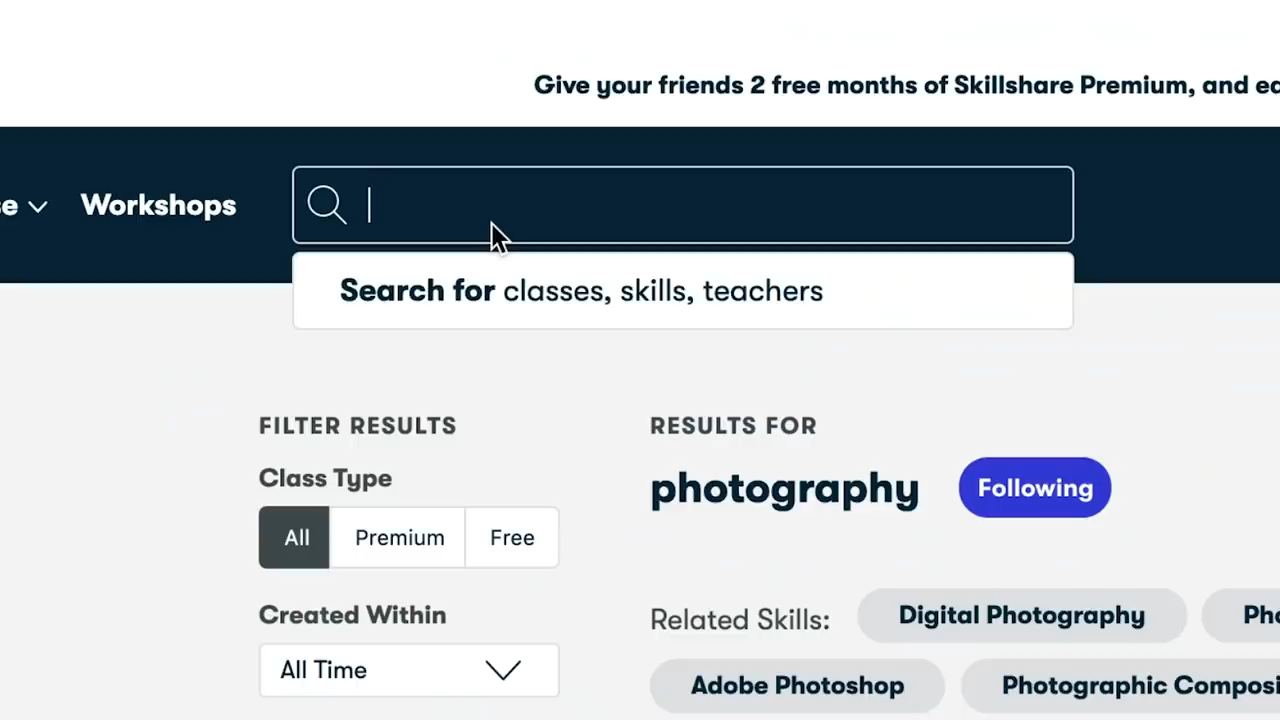 Give your friends 2 free months of Skillshare Premium, and
Workshops
Search for classes, skills, teachers
FILTER RESULTS
Class Type
All Premium Free
Created Within
All Time
RESULTS FOR
photography Following
Related Skills: Digital Photography
Adobe Photoshop Photographic